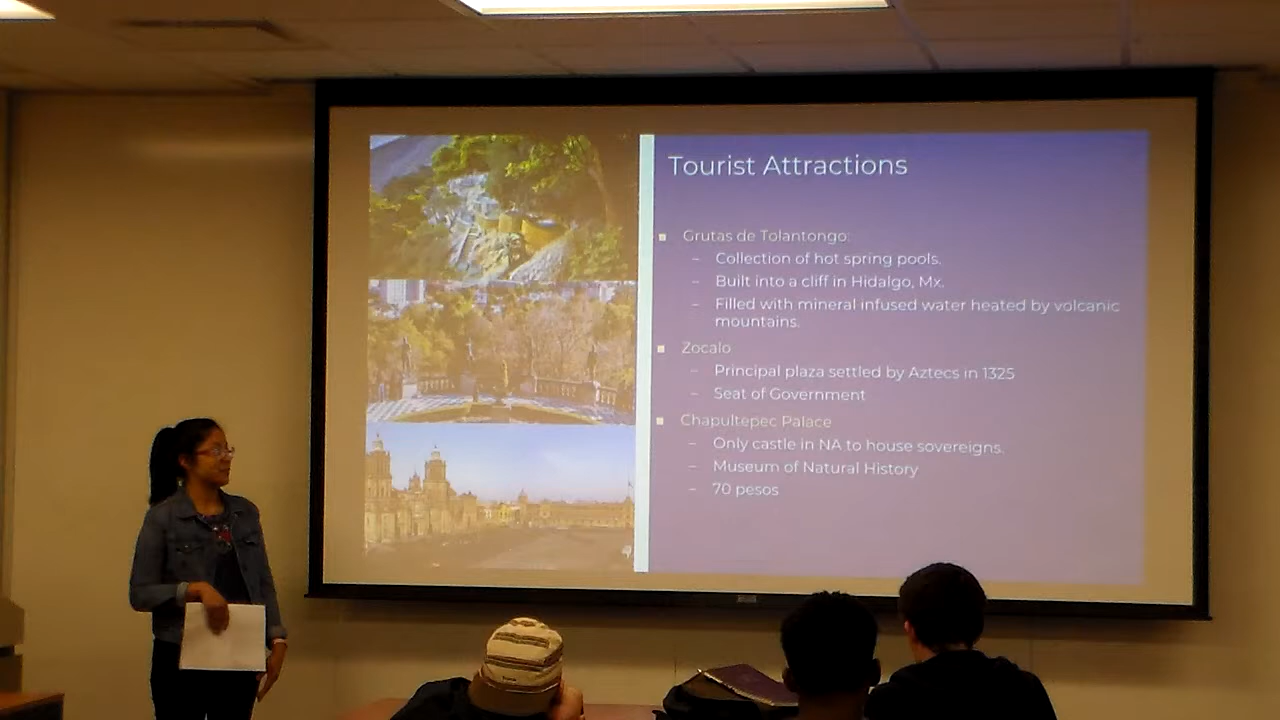 Tourist Attractions
Grutas de Tolantongo:
– Collection of hot spring pools.
– Built into a cliff in Hidalgo, Mx.
– Filled with mineral infused water heated by volcanic
mountains.
Zocalo
– Principal plaza settled by Aztecs in 1325
– Seat of Government
Chapultepec Palace
– Only castle in NA to house sovereigns.
– Museum of Natural History
– 70 pesos